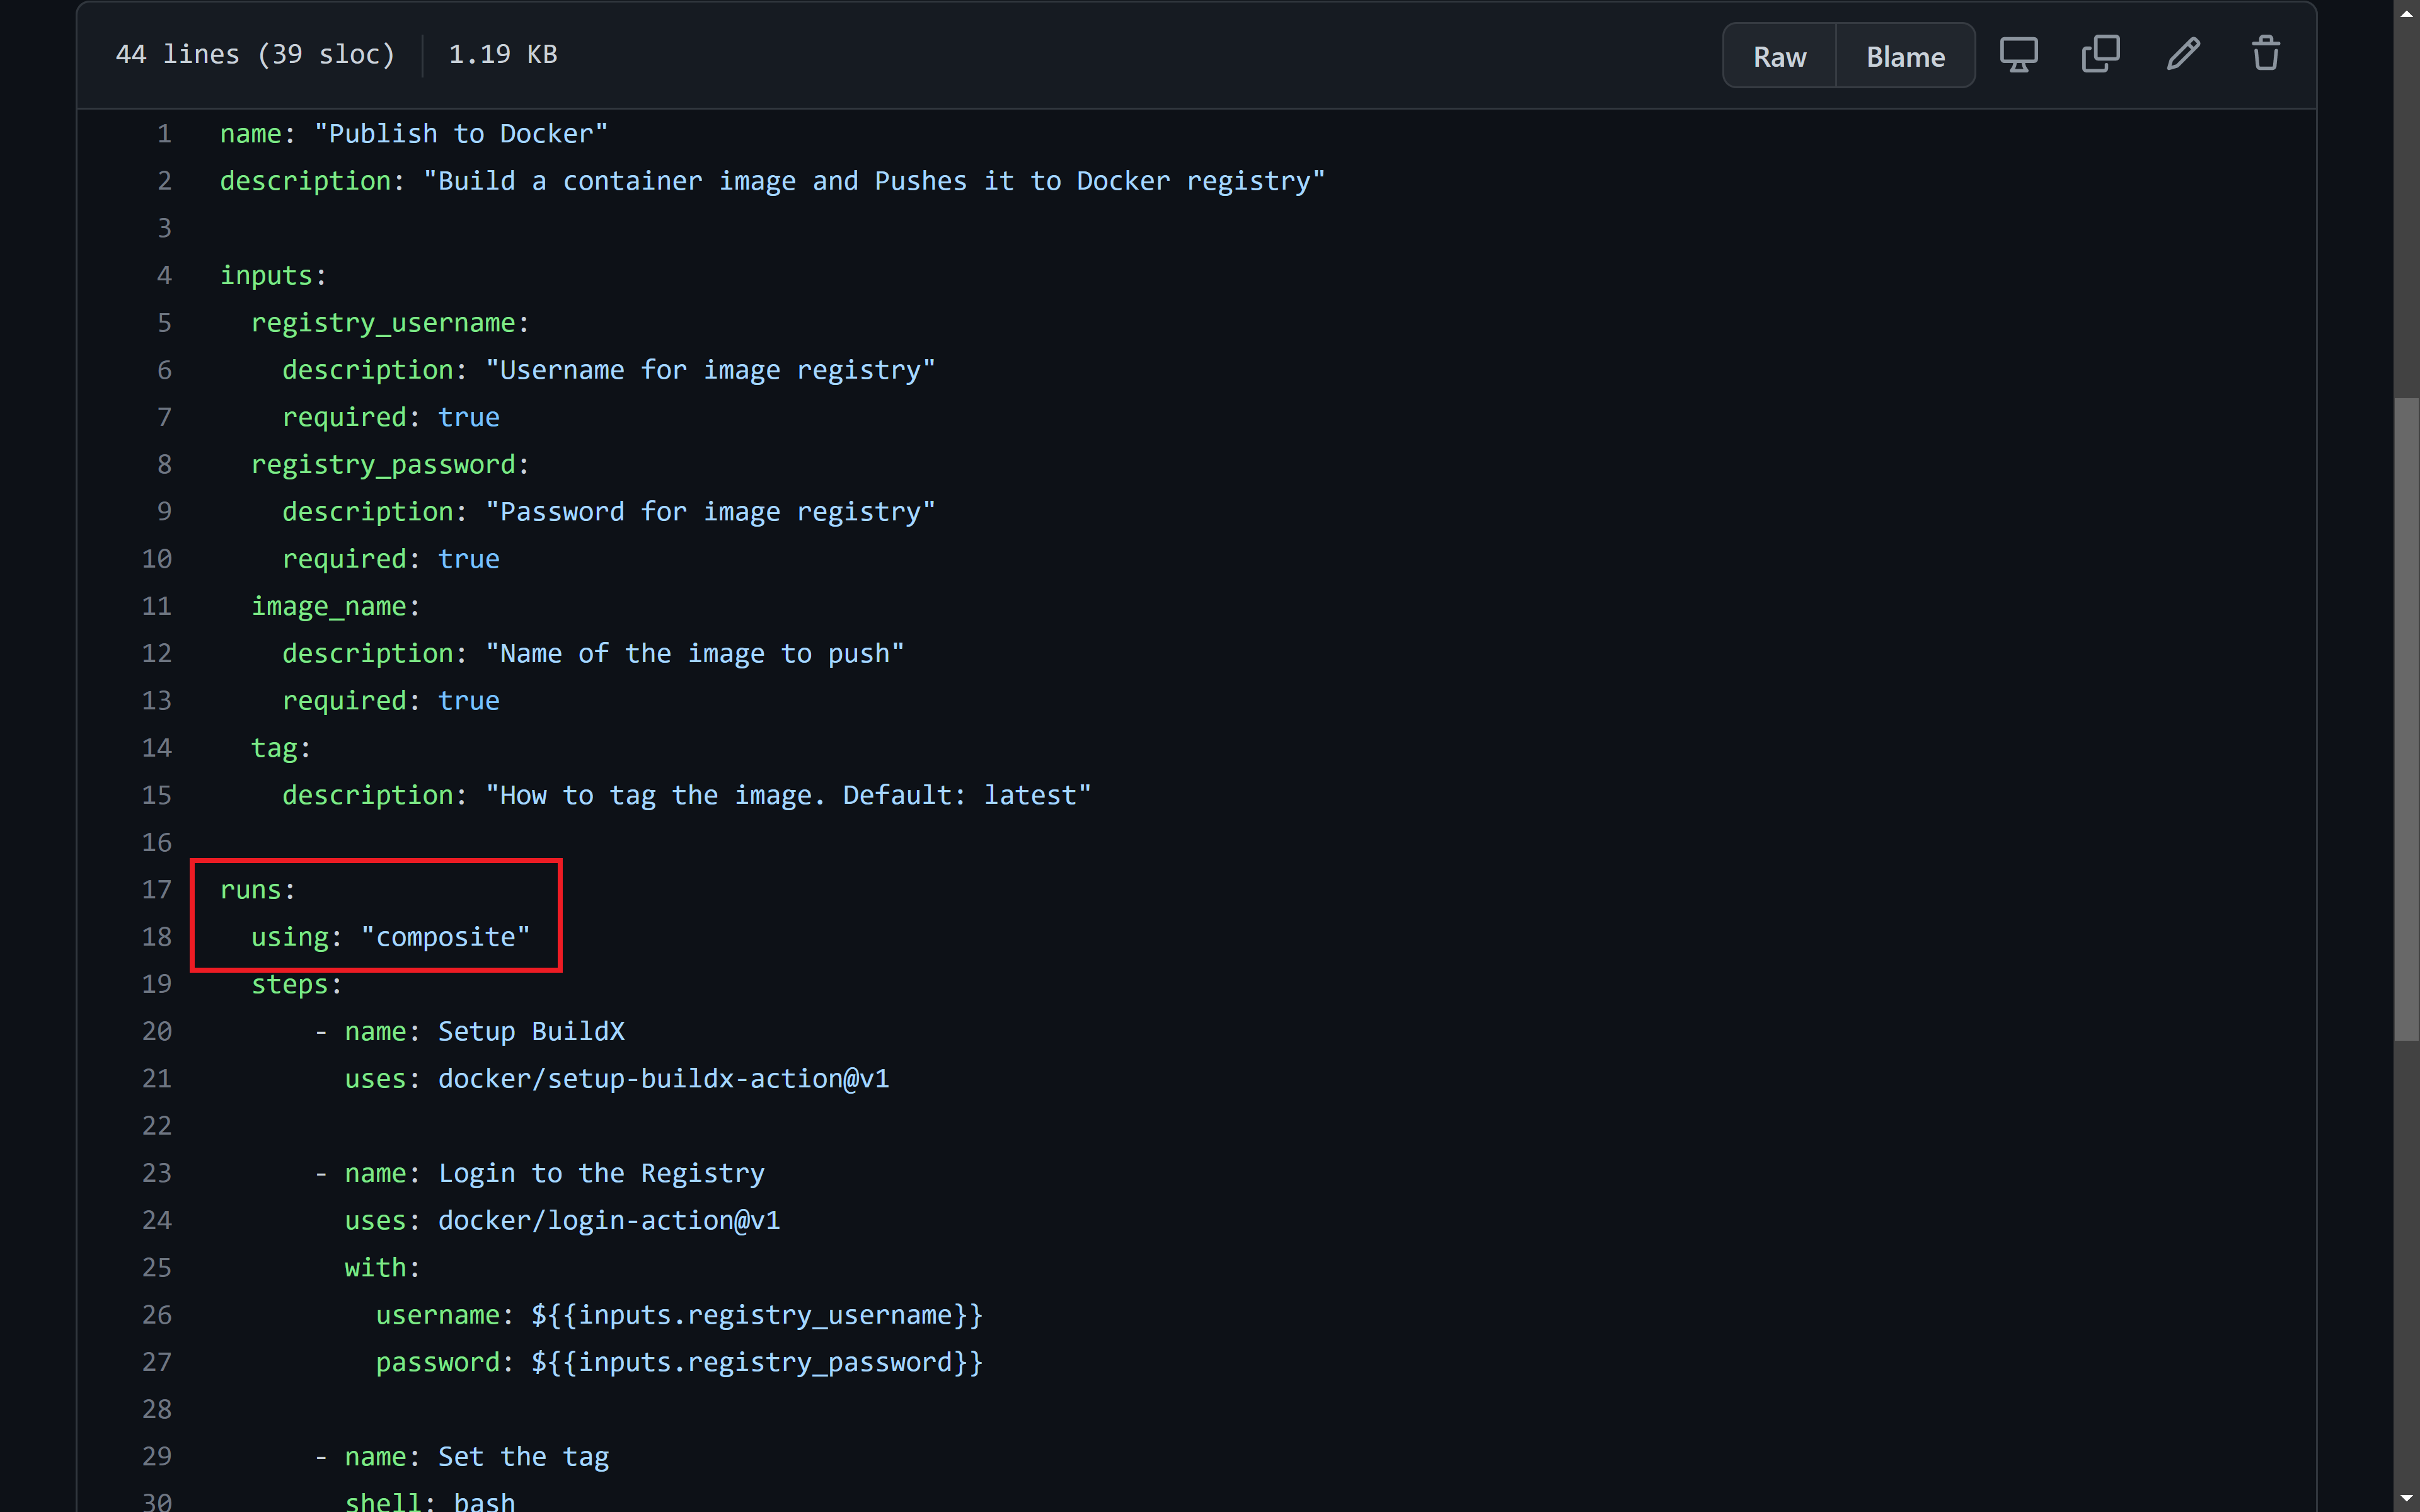 44 lines (39 sloc) 1.19 KB Raw Blame
1 name: "Publish to Docker"
2 description: "Build a container image and Pushes it to Docker registry"
3
4 inputs:
5   registry_username:
6     description: "Username for image registry"
7     required: true
8   registry_password:
9     description: "Password for image registry"
10     required: true
11   image_name:
12     description: "Name of the image to push"
13     required: true
14   tag:
15     description: "How to tag the image. Default: latest"
16
17 runs:
18   using: "composite"
19   steps:
20       - name: Setup BuildX
21         uses: docker/setup-buildx-action@v1
22
23       - name: Login to the Registry
24         uses: docker/login-action@v1
25         with:
26           username: ${{inputs.registry_username}}
27           password: ${{inputs.registry_password}}
28
29       - name: Set the tag
30         shell: bash